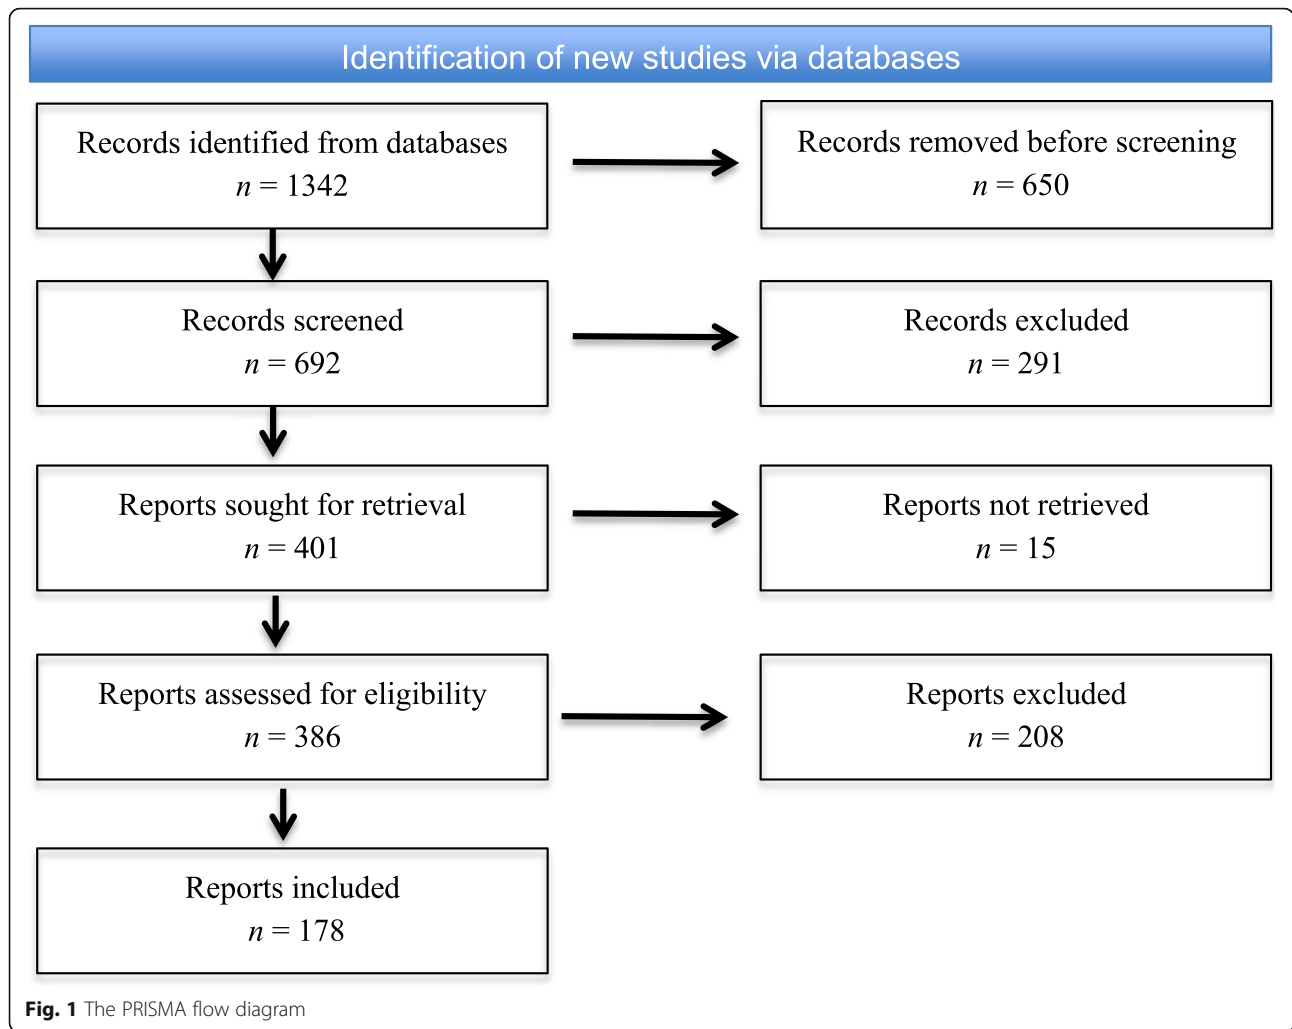 Identification of new studies via databases
Records identified from databases
n = 1342
Records removed before screening
n = 650
Records screened
n = 692
Records excluded
n = 291
Reports sought for retrieval
n = 401
Reports not retrieved
n = 15
Reports assessed for eligibility
n = 386
Reports excluded
n = 208
Reports included
n = 178
Fig. 1 The PRISMA flow diagram